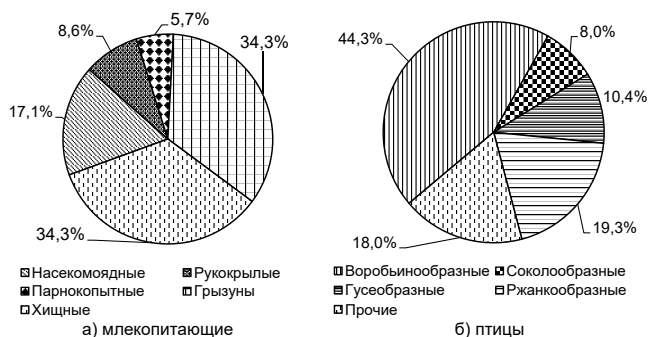 5,7%
8,6%
34,3%
17,1%
34,3%
Насекомоядные Рукокрылые
Парнокопытные Грызуны
Хищные
а) млекопитающие
44,3%
8,0%
10,4%
19,3%
18,0%
Воробьинообразные Соколообразные
Гусеобразные Ржанкообразные
Прочие
б) птицы